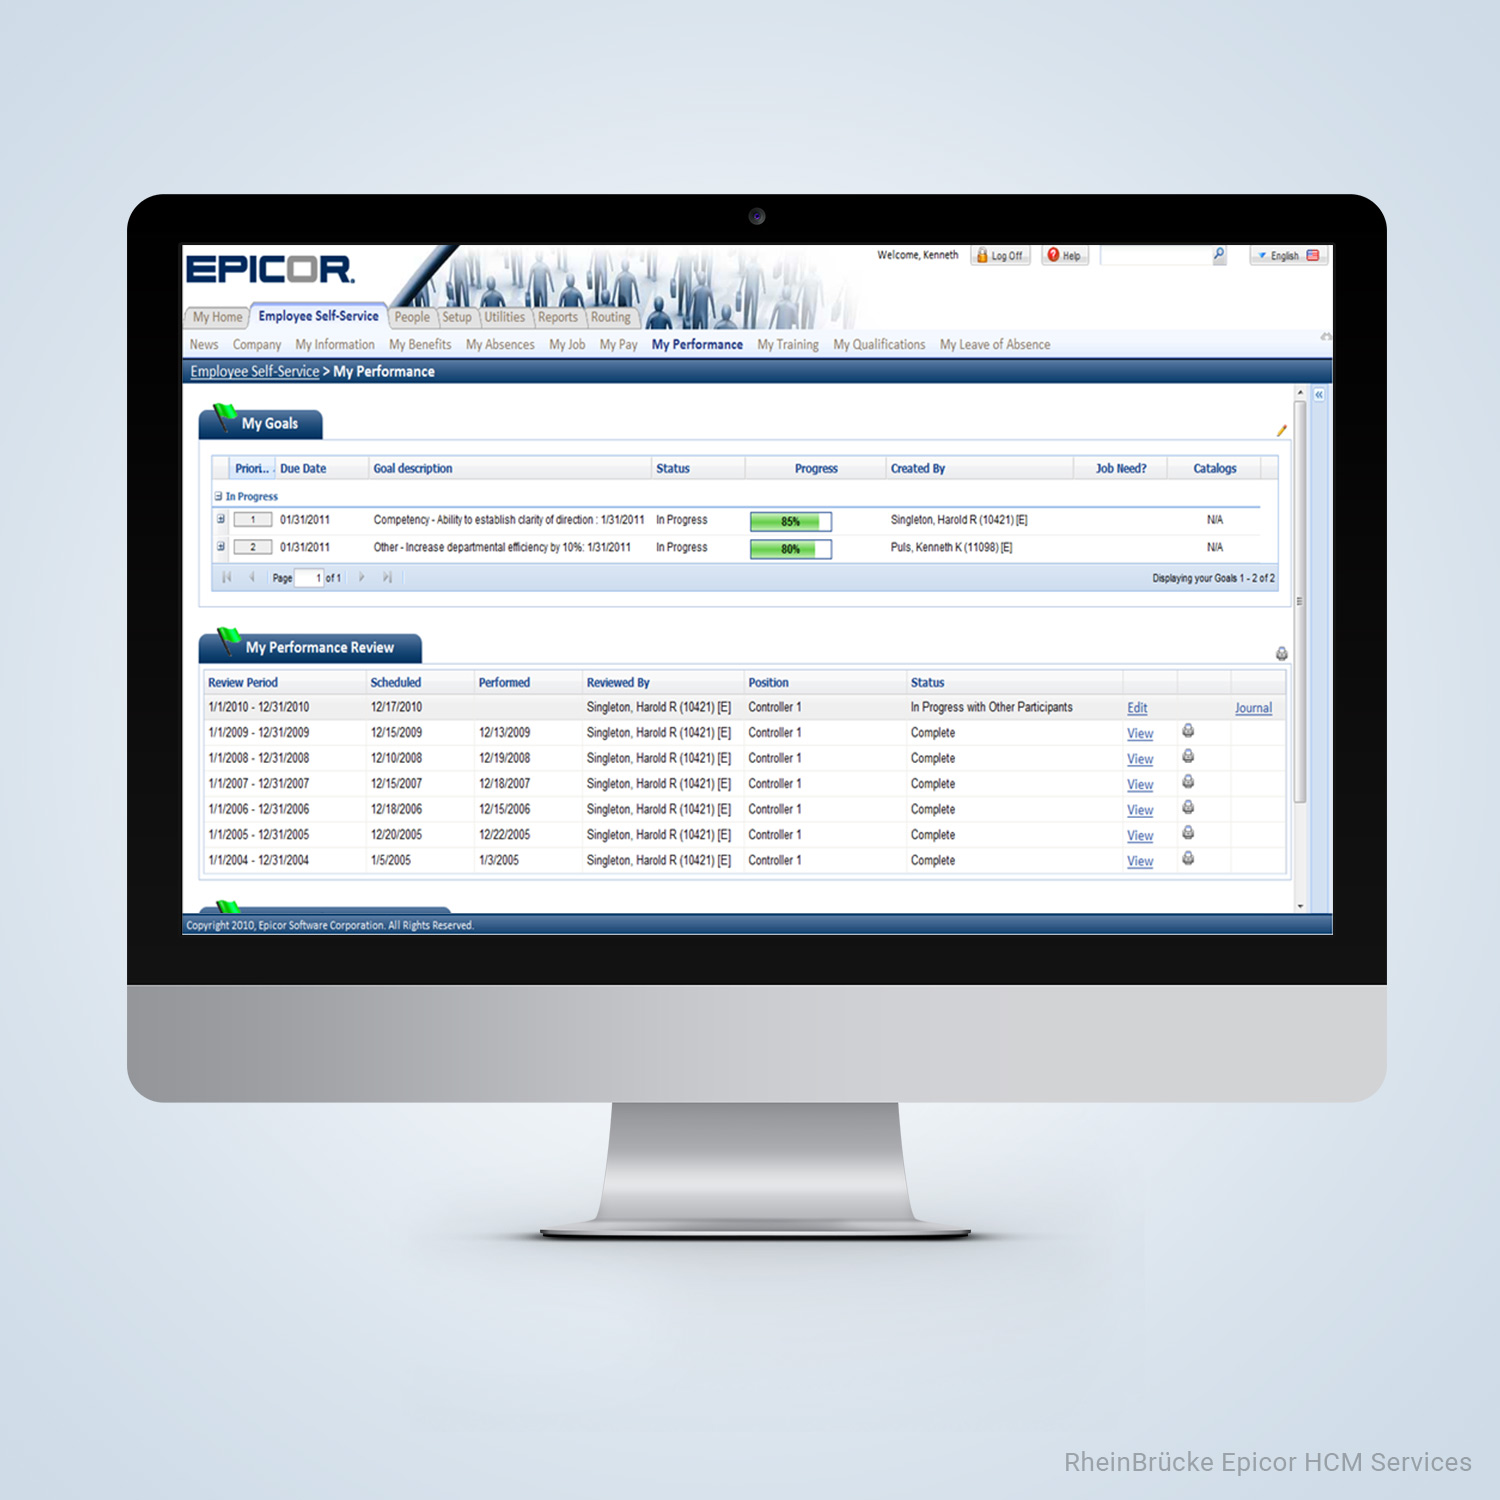 EPICOR.
Welcome, Kenneth Log Off Help English
My Home Employee Self-Service People Setup Utilities Reports Routing
News Company My Information My Benefits My Absences My Job My Pay My Performance My Training My Qualifications My Leave of Absence
Employee Self-Service > My Performance
My Goals
Priori... Due Date Goal description Status Progress Created By Job Need? Catalogs
In Progress
1 01/31/2011 Competency - Ability to establish clarity of direction : 1/31/2011 In Progress 85% Singleton, Harold R (10421) [E] N/A
2 01/31/2011 Other - Increase departmental efficiency by 10%: 1/31/2011 In Progress 80% Puls, Kenneth K (11098) [E] N/A
Page 1 of 1 Displaying your Goals 1 - 2 of 2
My Performance Review
Review Period Scheduled Performed Reviewed By Position Status
1/1/2010 - 12/31/2010 12/17/2010 Singleton, Harold R (10421) [E] Controller 1 In Progress with Other Participants Edit Journal
1/1/2009 - 12/31/2009 12/15/2009 12/13/2009 Singleton, Harold R (10421) [E] Controller 1 Complete View
1/1/2008 - 12/31/2008 12/10/2008 12/19/2008 Singleton, Harold R (10421) [E] Controller 1 Complete View
1/1/2007 - 12/31/2007 12/15/2007 12/18/2007 Singleton, Harold R (10421) [E] Controller 1 Complete View
1/1/2006 - 12/31/2006 12/18/2006 12/15/2006 Singleton, Harold R (10421) [E] Controller 1 Complete View
1/1/2005 - 12/31/2005 12/20/2005 12/22/2005 Singleton, Harold R (10421) [E] Controller 1 Complete View
1/1/2004 - 12/31/2004 1/5/2005 1/3/2005 Singleton, Harold R (10421) [E] Controller 1 Complete View
Copyright 2010, Epicor Software Corporation. All Rights Reserved.
RheinBrücke Epicor HCM Services